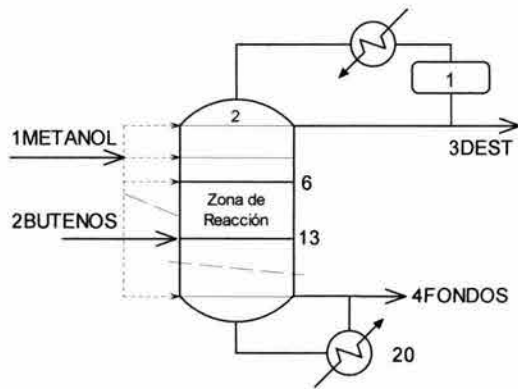 1
2
1METANOL
3DEST
6
Zona de
Reacción
2BUTENOS
13
4FONDOS
20